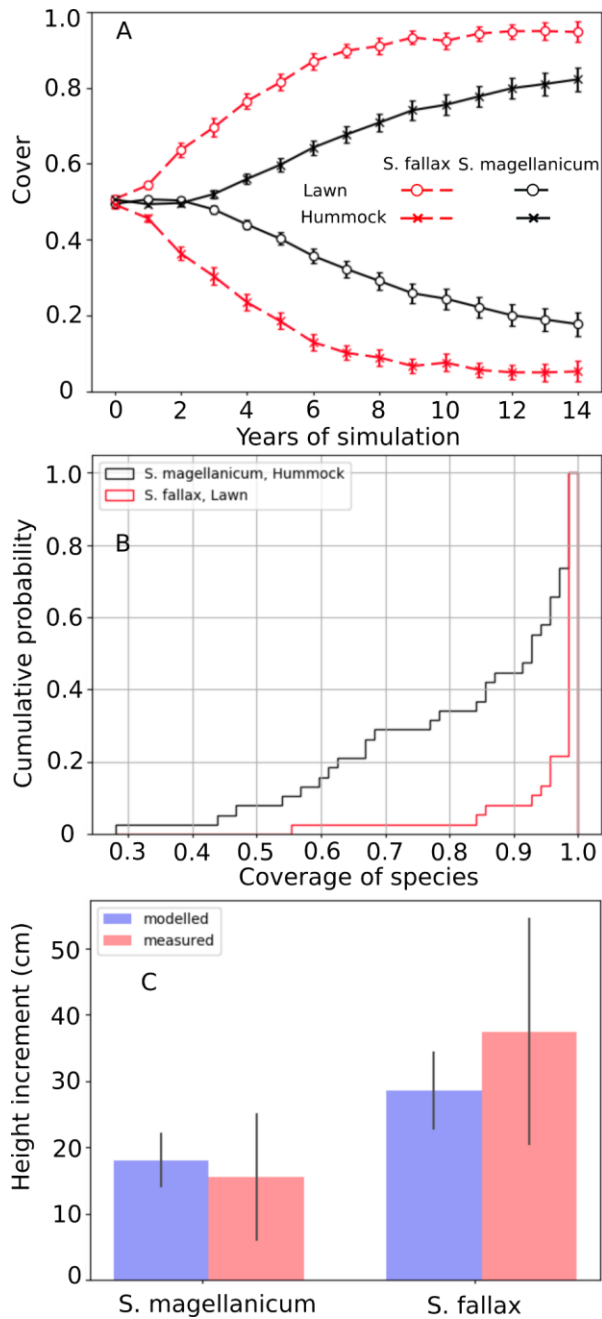 1.0
A
0.8
Cover
S. fallax S. magellanicum
0.6
Lawn
Hummock
0.4
0.2
0
0 2 4 6 8 10 12 14
Years of simulation
S. magellanicum, Hummock
S. fallax, Lawn
1.0
B
0.8
Cumulative probability
0.6
0.4
0.2
0
0.3 0.4 0.5 0.6 0.7 0.8 0.9 1.0
Coverage of species
modelled
measured
50
C
Height increment (cm)
40
30
20
10
0
S. magellanicum S. fallax